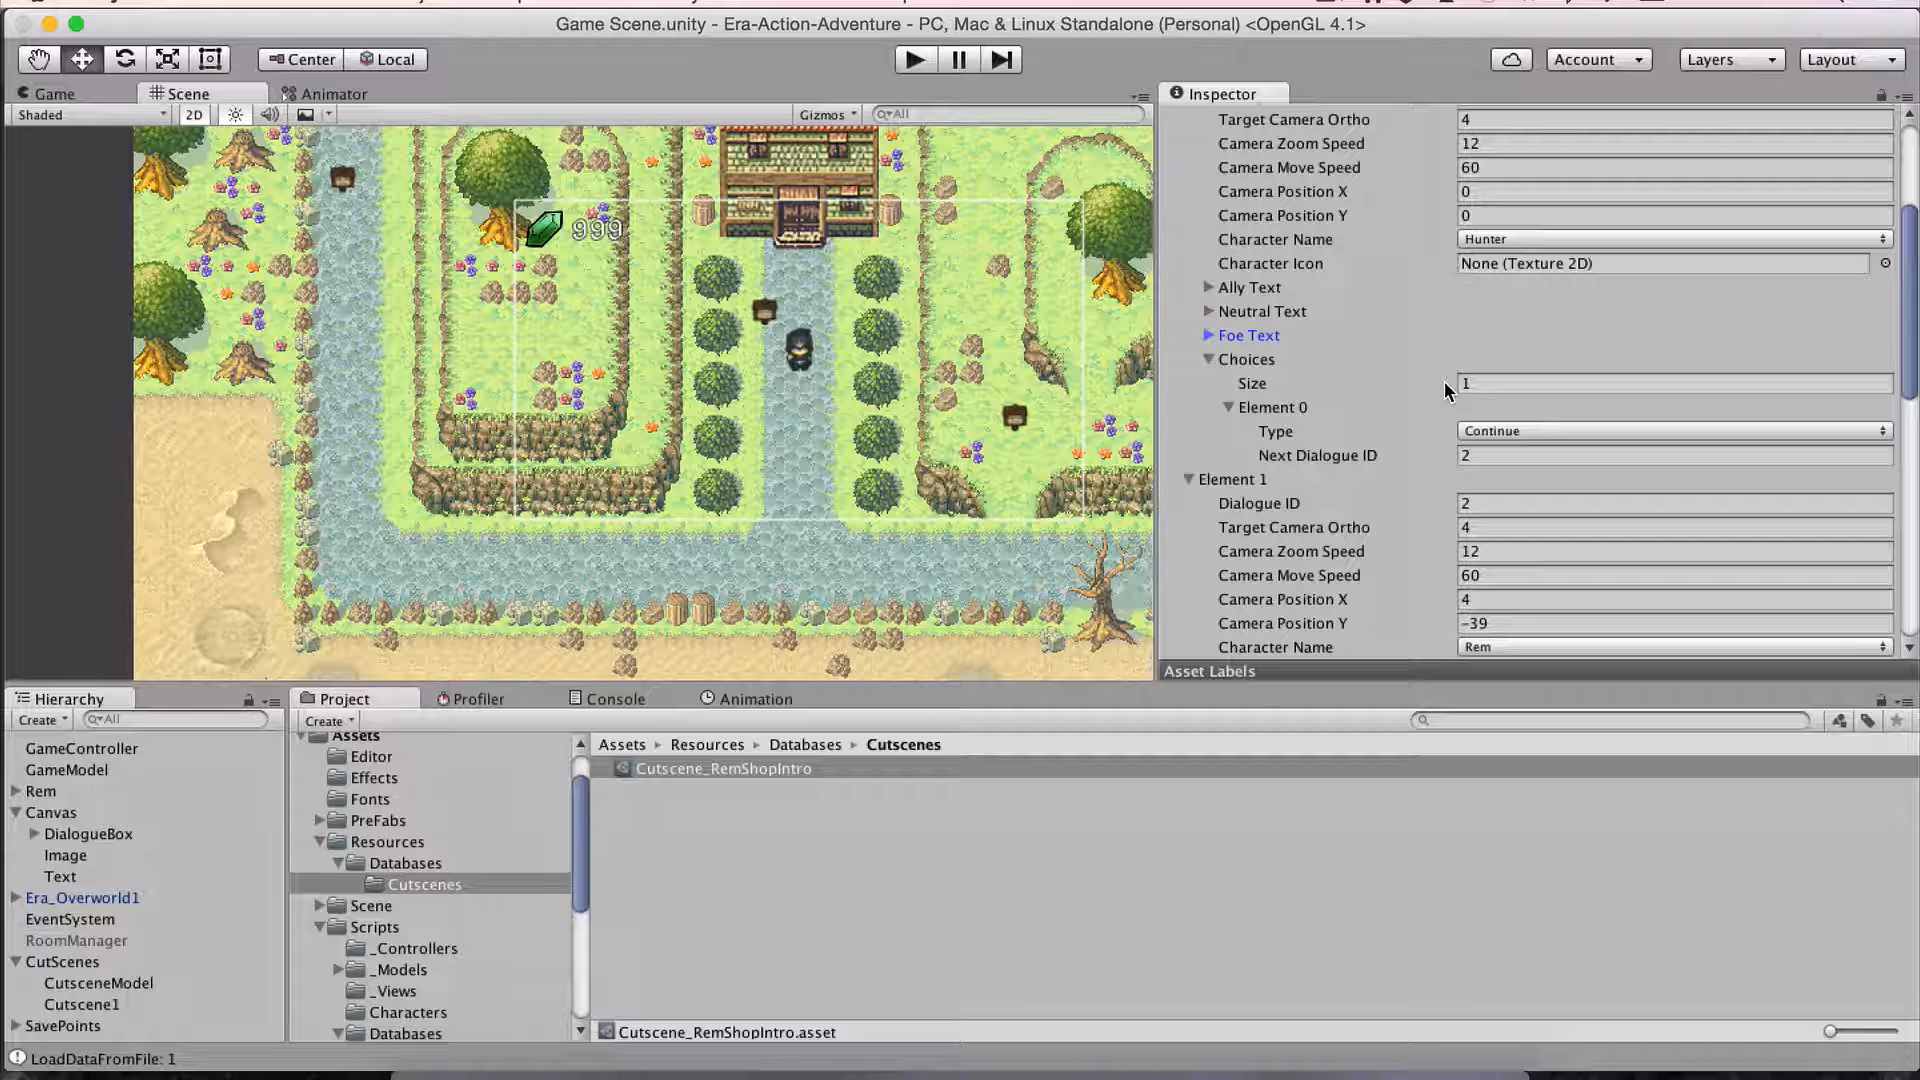 Game Scene.unity - Era-Action-Adventure - PC, Mac & Linux Standalone (Personal) <OpenGL 4.1>
Center Local Account Layers Layout
Game Scene Animator Inspector
Shaded 2D Gizmos All
Target Camera Ortho 4
Camera Zoom Speed 12
Camera Move Speed 60
Camera Position X 0
Camera Position Y 0
Character Name Hunter
Character Icon None (Texture 2D)
Ally Text
Neutral Text
Foe Text
Choices
Size 1
Element 0
Type Continue
Next Dialogue ID 2
Element 1
Dialogue ID 2
Target Camera Ortho 4
Camera Zoom Speed 12
Camera Move Speed 60
Camera Position X 4
Camera Position Y -39
Character Name Rem
Asset Labels
999
Hierarchy
Create All
GameController
GameModel
Rem
Canvas
DialogueBox
Image
Text
Era_Overworld1
EventSystem
RoomManager
CutScenes
CutsceneModel
Cutscene1
SavePoints
Project Profiler Console Animation
Create
Assets
Editor
Effects
Fonts
PreFabs
Resources
Databases
Cutscenes
Scene
Scripts
_Controllers
_Models
_Views
Characters
Databases
Assets Resources Databases Cutscenes
Cutscene_RemShopIntro
Cutscene_RemShopIntro.asset
LoadDataFromFile: 1